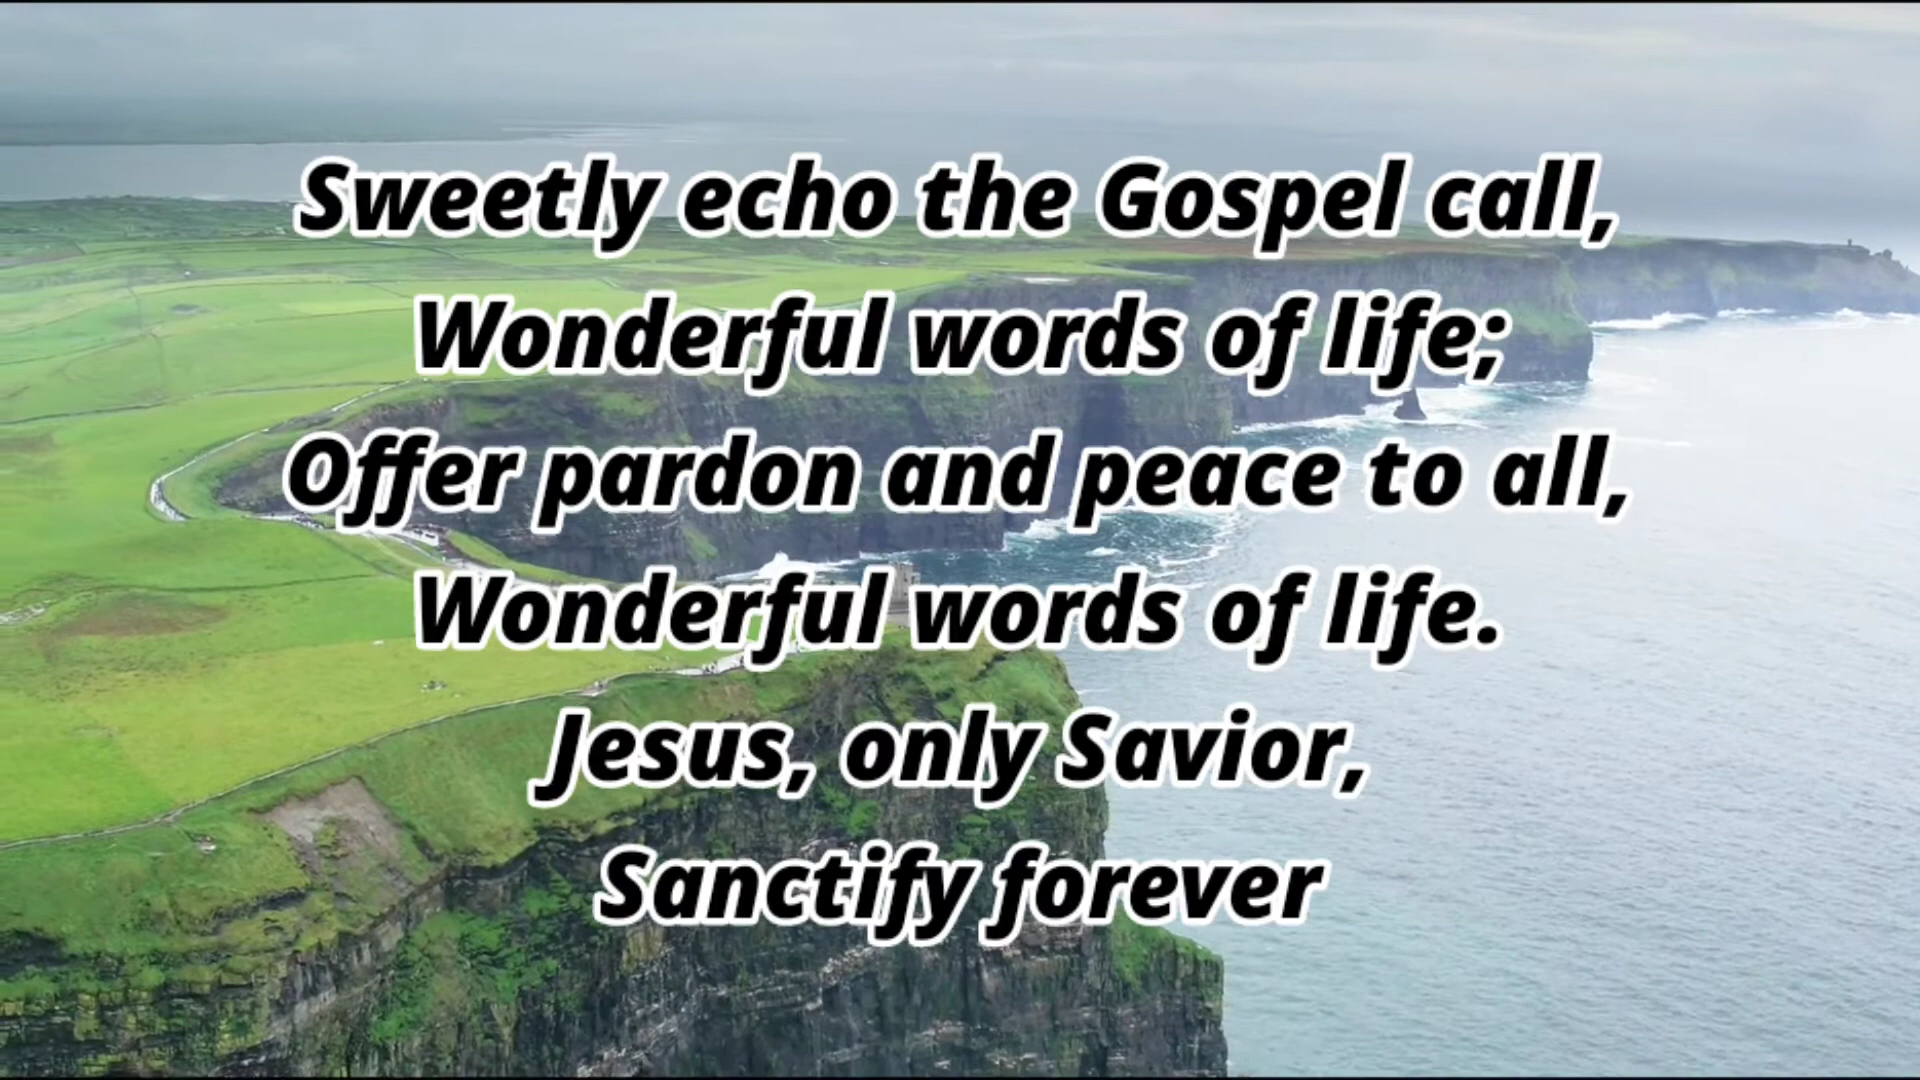 Sweetly echo the Gospel call,
Wonderful words of life;
Offer pardon and peace to all,
Wonderful words of life.
Jesus, only Savior,
Sanctify forever